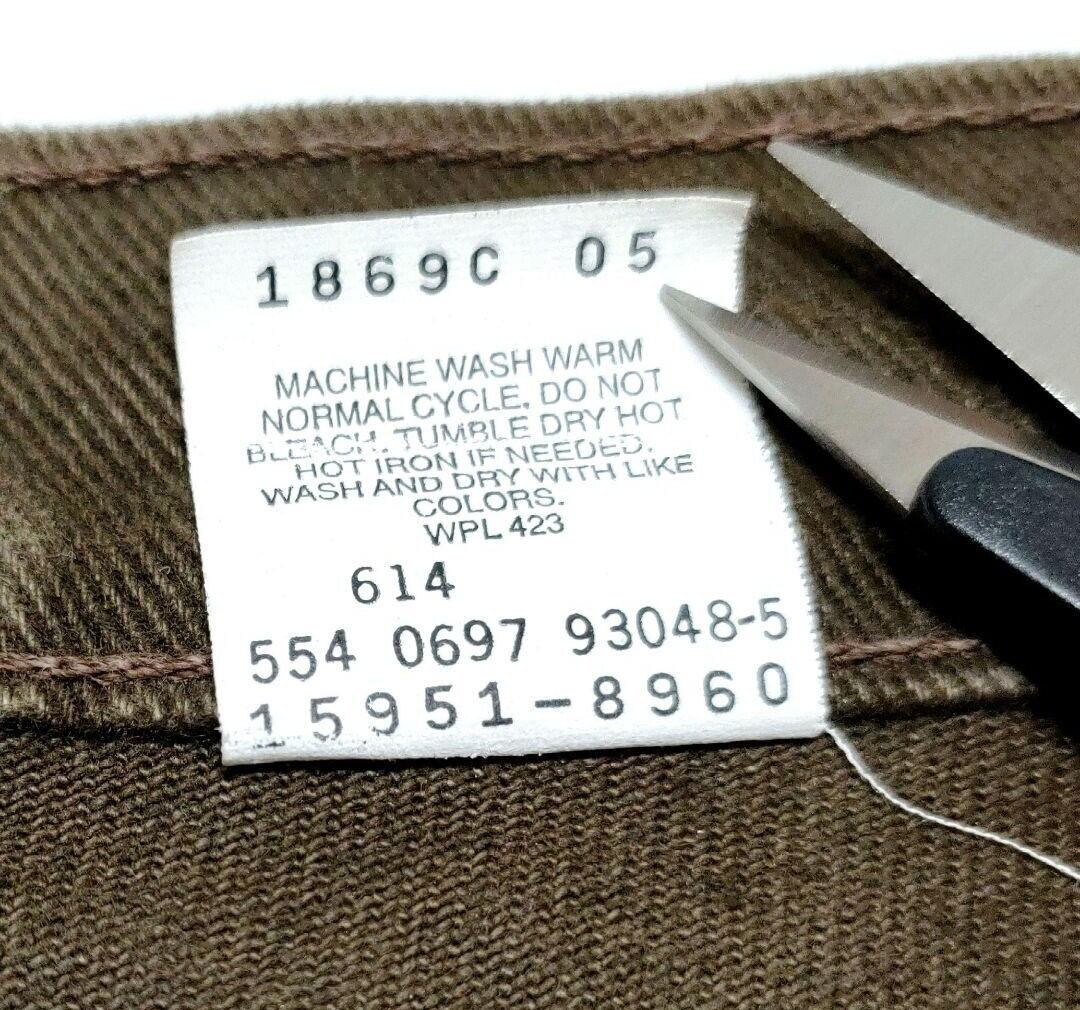 1869C 05
MACHINE WASH WARM
NORMAL CYCLE. DO NOT
BLEACH. TUMBLE DRY HOT
HOT IRON IF NEEDED.
WASH AND DRY WITH LIKE
COLORS.
WPL 423
614
554 0697 93048-5
15951-8960